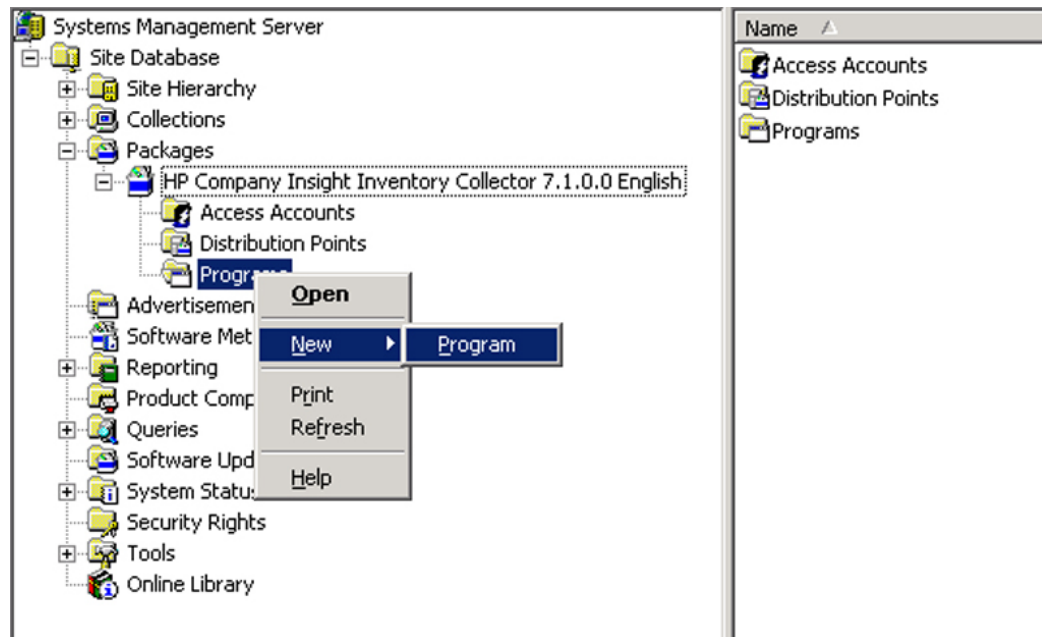 Systems Management Server
Site Database
Site Hierarchy
Collections
Packages
HP Company Insight Inventory Collector 7.1.0.0 English
Access Accounts
Distribution Points
Programs
Advertisemen
Software Met
Reporting
Product Comp
Queries
Software Upd
System Status
Security Rights
Tools
Online Library
Open
New
Program
Print
Refresh
Help
Name
Access Accounts
Distribution Points
Programs